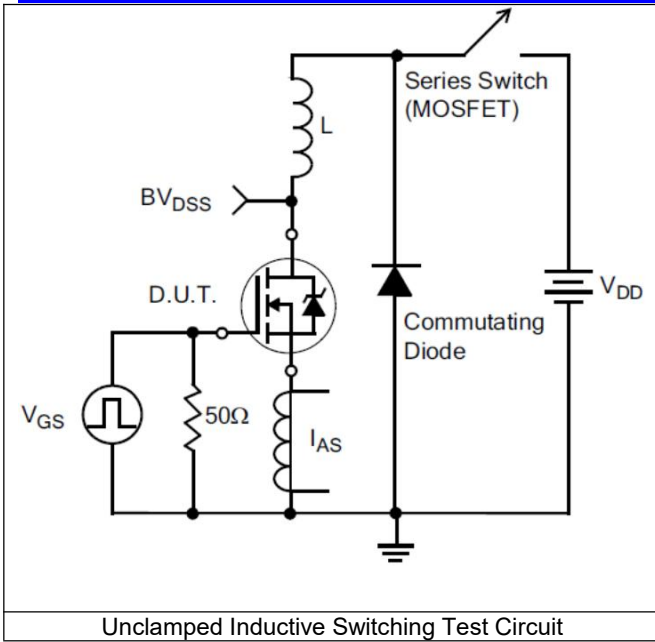 Series Switch
(MOSFET)
L
BVDSS
D.U.T.
VDD
Commutating
Diode
VGS
50Ω
IAS
Unclamped Inductive Switching Test Circuit